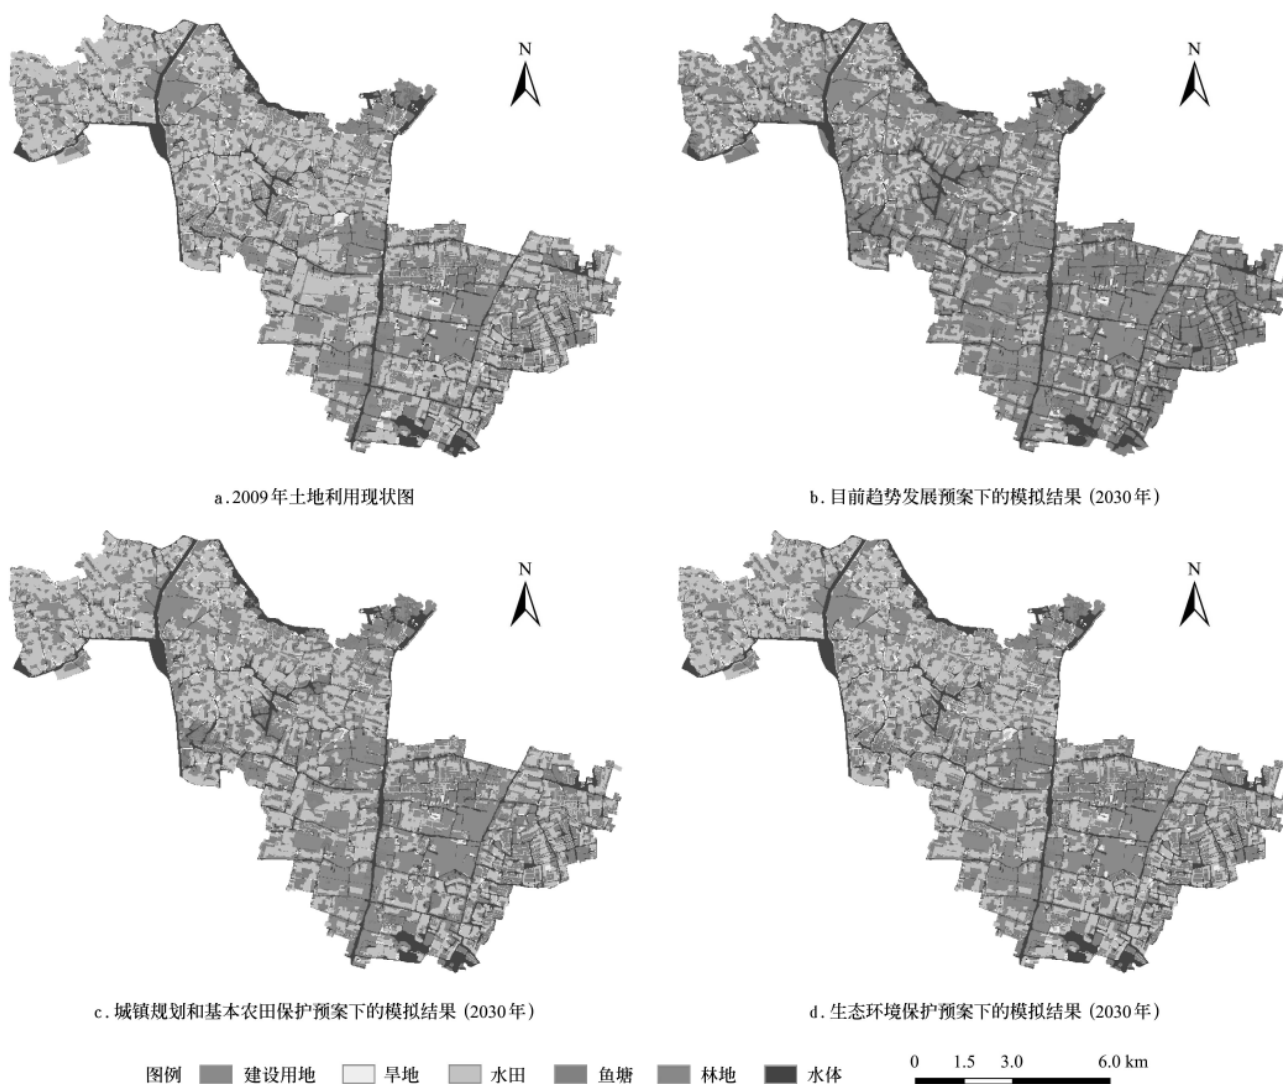 N
N
a.2009年土地利用现状图
b.目前趋势发展预案下的模拟结果 (2030年)
N
N
c.城镇规划和基本农田保护预案下的模拟结果 (2030年)
d.生态环境保护预案下的模拟结果 (2030年)
图例 建设用地 旱地 水田 鱼塘 林地 水体
0 1.5 3.0 6.0 km